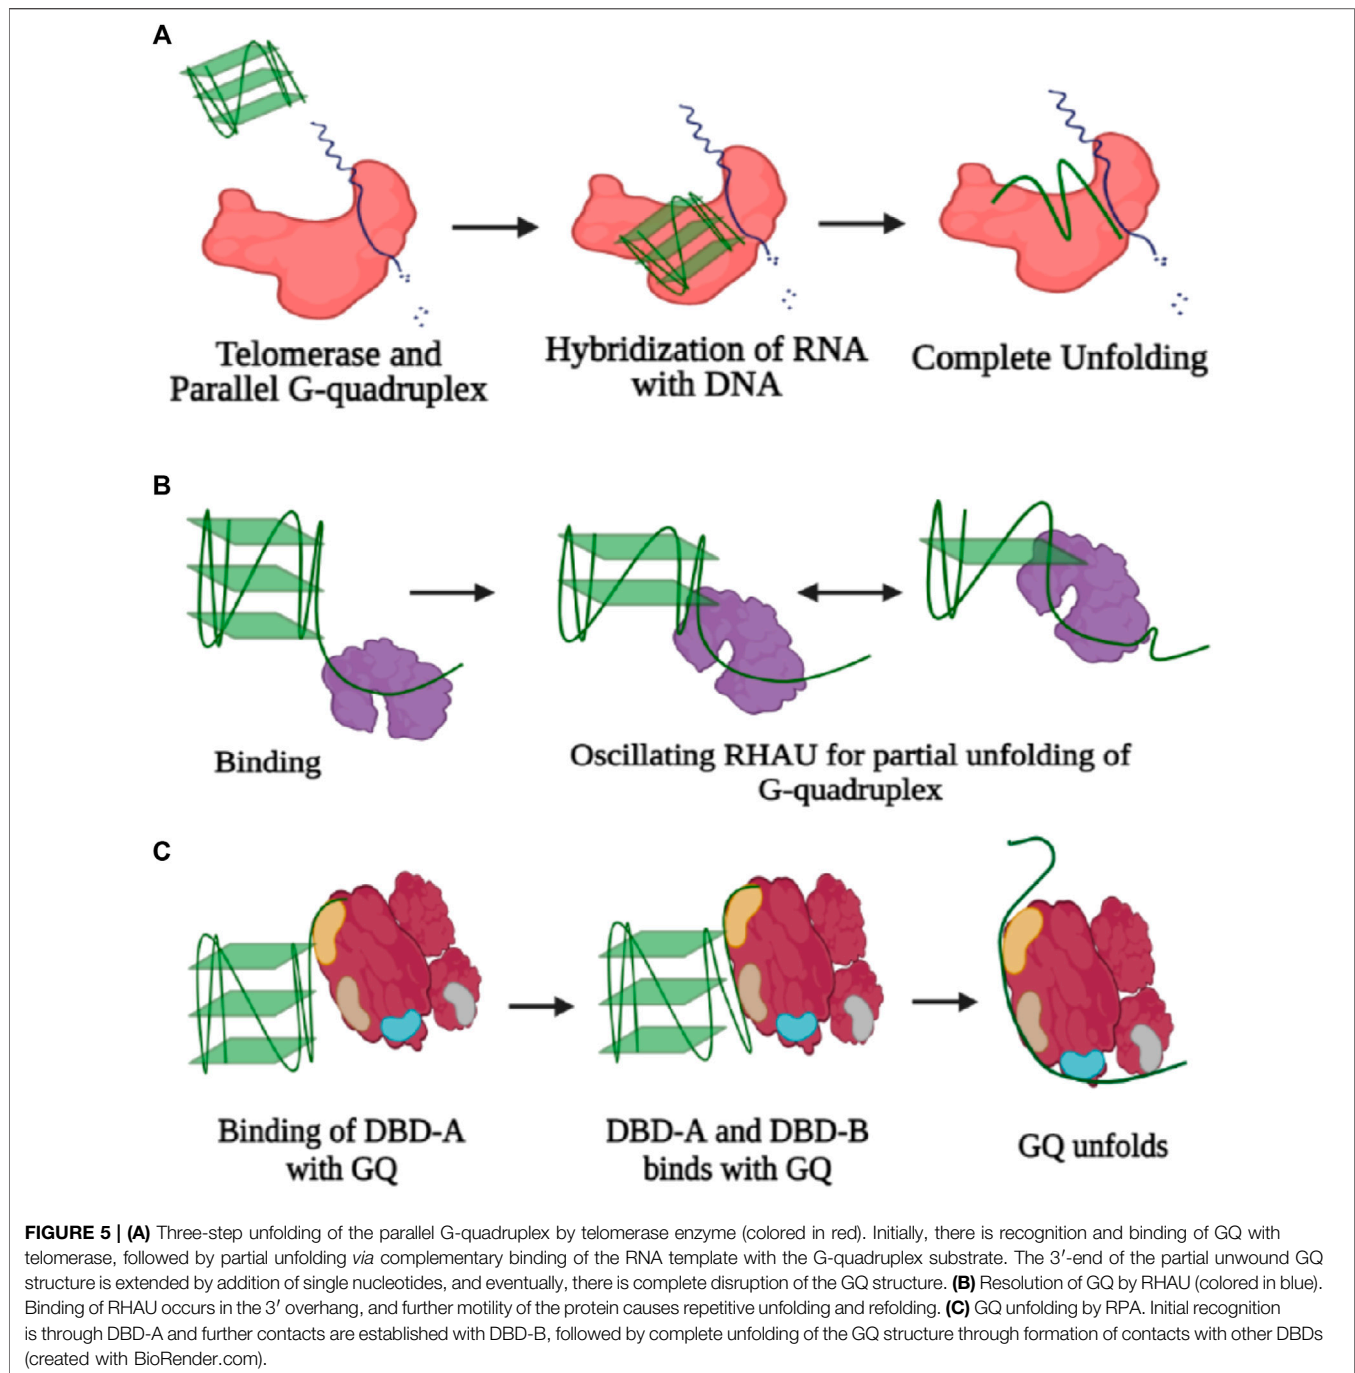 A
Telomerase and
Parallel G-quadruplex
Hybridization of RNA
with DNA
Complete Unfolding
B
Binding
Oscillating RHAU for partial unfolding of
G-quadruplex
C
Binding of DBD-A
with GQ
DBD-A and DBD-B
binds with GQ
GQ unfolds
FIGURE 5 | (A) Three-step unfolding of the parallel G-quadruplex by telomerase enzyme (colored in red). Initially, there is recognition and binding of GQ with
telomerase, followed by partial unfolding via complementary binding of the RNA template with the G-quadruplex substrate. The 3′-end of the partial unwound GQ
structure is extended by addition of single nucleotides, and eventually, there is complete disruption of the GQ structure. (B) Resolution of GQ by RHAU (colored in blue).
Binding of RHAU occurs in the 3′ overhang, and further motility of the protein causes repetitive unfolding and refolding. (C) GQ unfolding by RPA. Initial recognition
is through DBD-A and further contacts are established with DBD-B, followed by complete unfolding of the GQ structure through formation of contacts with other DBDs
(created with BioRender.com).